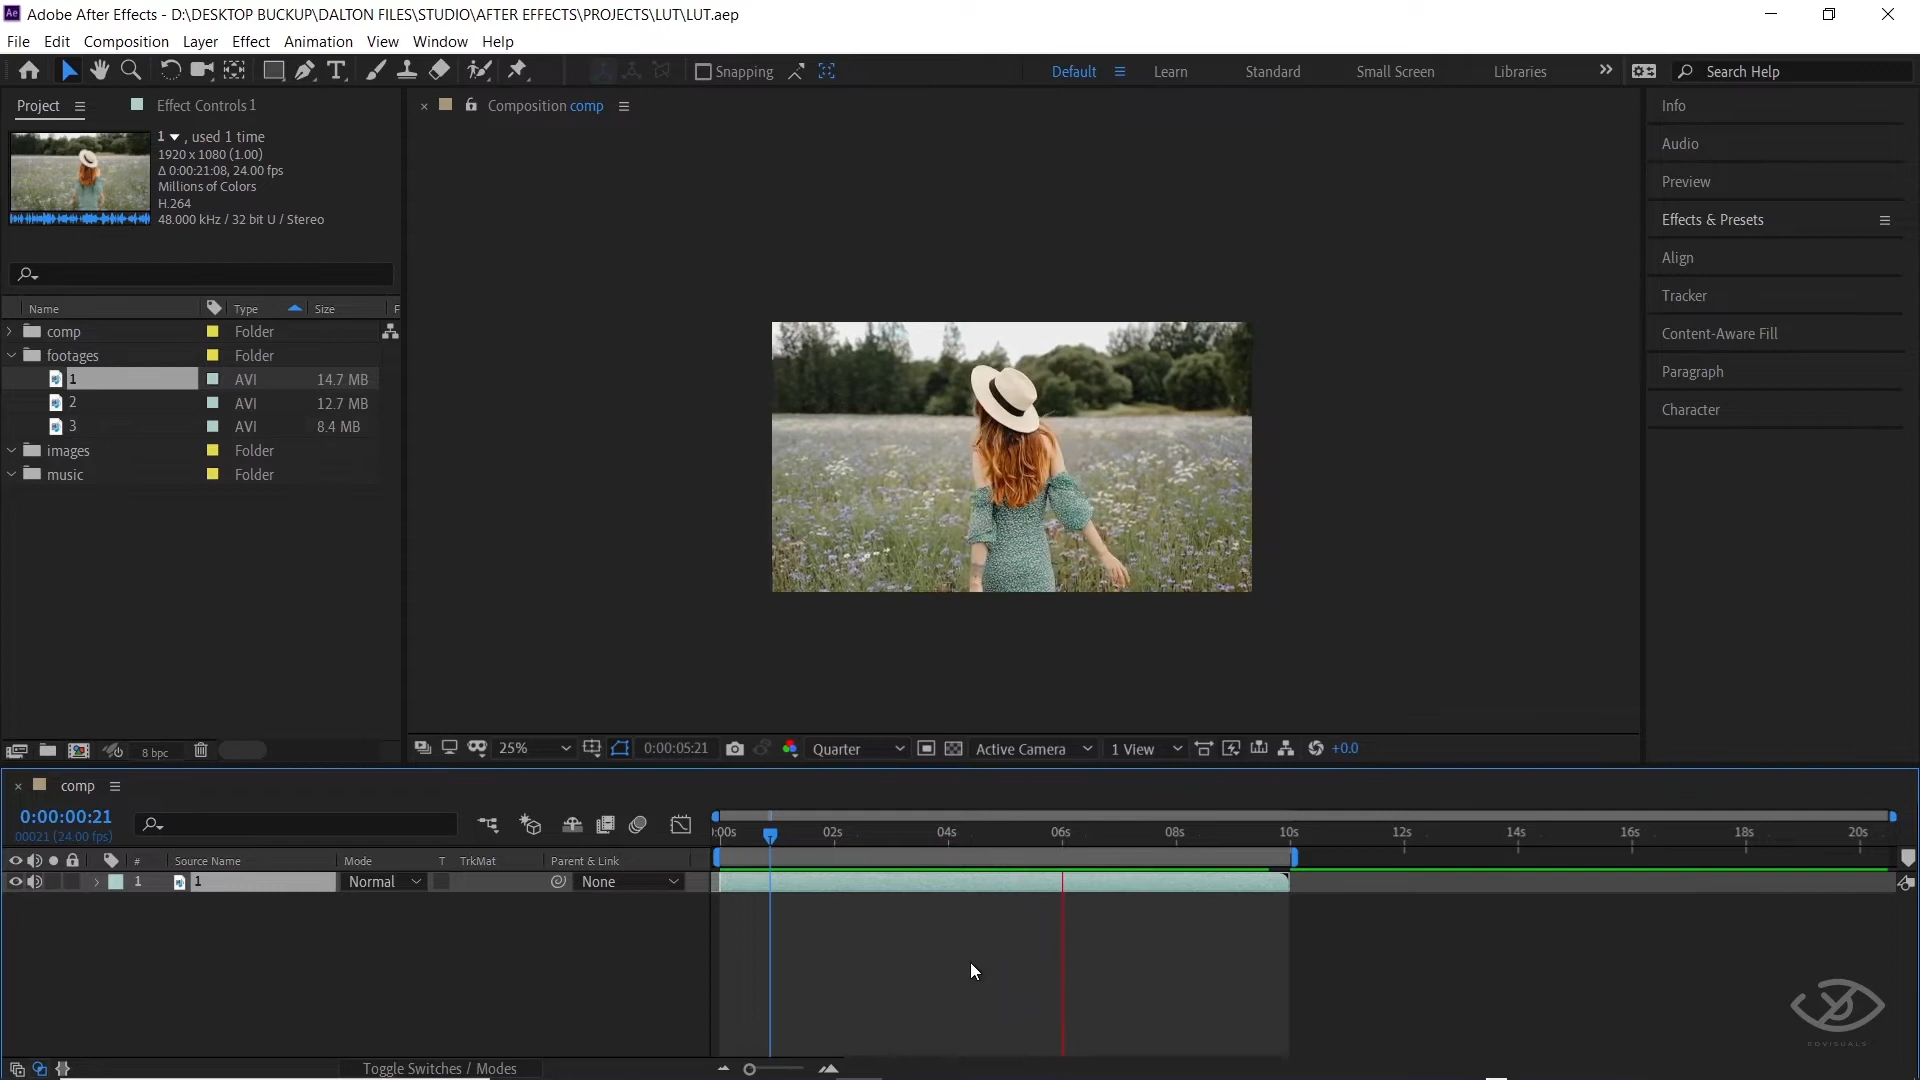 Adobe After Effects - D:\DESKTOP BUCKUP\DALTON FILES\STUDIO\AFTER EFFECTS\PROJECTS\LUT\LUT.aep
File Edit Composition Layer Effect Animation View Window Help
Snapping Default Learn Standard Small Screen Libraries Search Help
Project Effect Controls 1
Composition comp
1 , used 1 time
1920 x 1080 (1.00)
Δ 0:00:21:08, 24.00 fps
Millions of Colors
H.264
48.000 kHz / 32 bit U / Stereo
Name Type Size F
comp Folder
footages Folder
1 AVI 14.7 MB
2 AVI 12.7 MB
3 AVI 8.4 MB
images Folder
music Folder
8 bpc
Info
Audio
Preview
Effects & Presets
Align
Tracker
Content-Aware Fill
Paragraph
Character
25% 0:00:05:21 Quarter Active Camera 1 View +0.0
comp
0:00:00:21
00021 (24.00 fps)
:00s 02s 04s 06s 08s 10s 12s 14s 16s 18s 20s
# Source Name Mode T TrkMat Parent & Link
1 1 Normal None
Toggle Switches / Modes